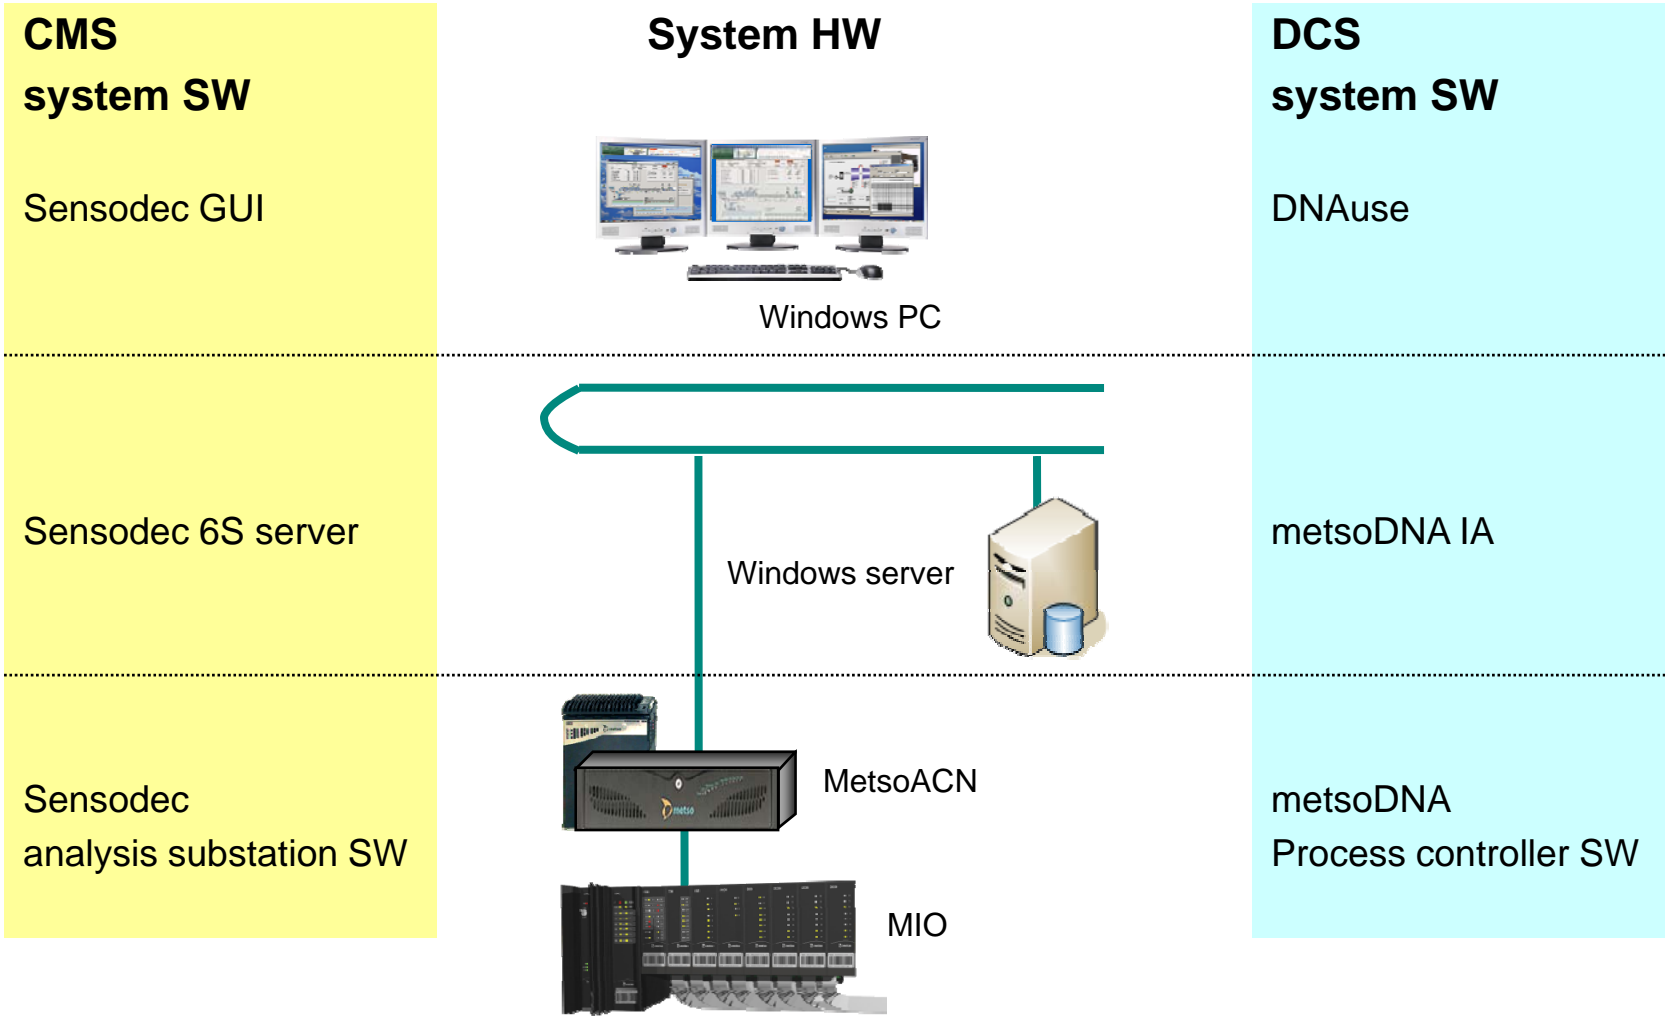 CMS
system SW
System HW
DCS
system SW
Sensodec GUI
DNAuse
Windows PC
Sensodec 6S server
metsoDNA IA
Windows server
MetsoACN
Sensodec
analysis substation SW
metsoDNA
Process controller SW
metso
MIO